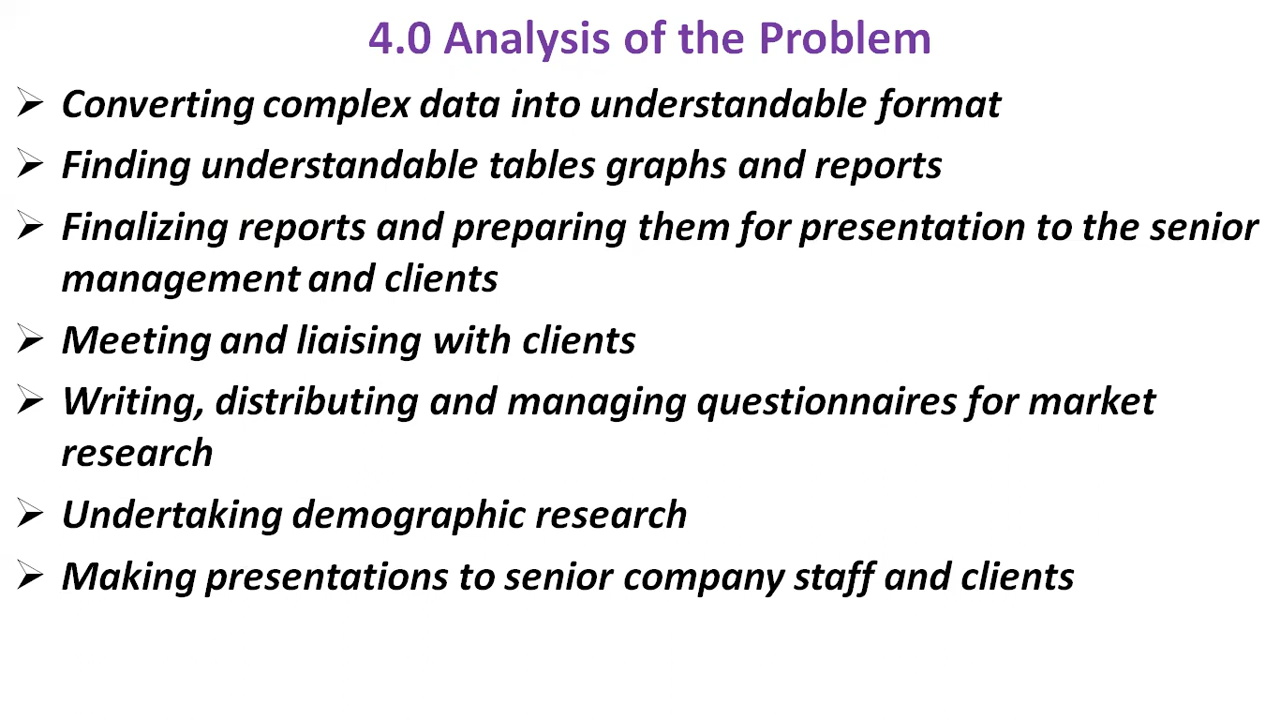 4.0 Analysis of the Problem
➢ Converting complex data into understandable format
➢ Finding understandable tables graphs and reports
➢ Finalizing reports and preparing them for presentation to the senior
management and clients
➢ Meeting and liaising with clients
➢ Writing, distributing and managing questionnaires for market
research
➢ Undertaking demographic research
➢ Making presentations to senior company staff and clients